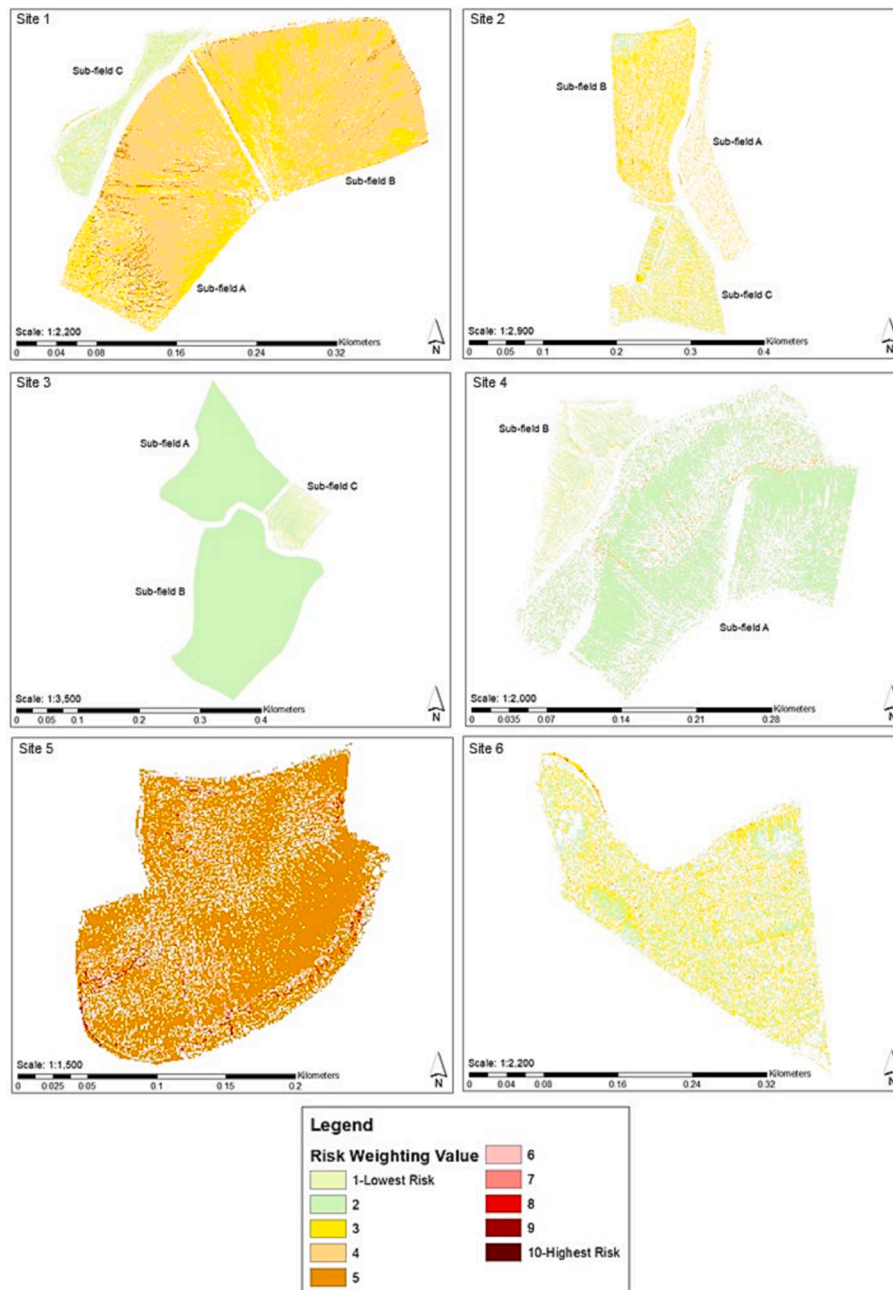 Site 1
Sub-field C
Sub-field B
Sub-field A
Scale: 1:2,200
Kilometers
0 0.04 0.08 0.16 0.24 0.32
N
Site 2
Sub-field B
Sub-field A
Sub-field C
Scale: 1:2,900
Kilometers
0 0.05 0.1 0.2 0.3 0.4
N
Site 3
Sub-field A
Sub-field C
Sub-field B
Scale: 1:3,500
Kilometers
0 0.05 0.1 0.2 0.3 0.4
N
Site 4
Sub-field B
Sub-field A
Scale: 1:2,000
Kilometers
0 0.035 0.07 0.14 0.21 0.28
N
Site 5
Scale: 1:1,500
Kilometers
0 0.025 0.05 0.1 0.15 0.2
N
Site 6
Scale: 1:2,200
Kilometers
0 0.04 0.08 0.16 0.24 0.32
N
Legend
Risk Weighting Value
1-Lowest Risk
2
3
4
5
6
7
8
9
10-Highest Risk